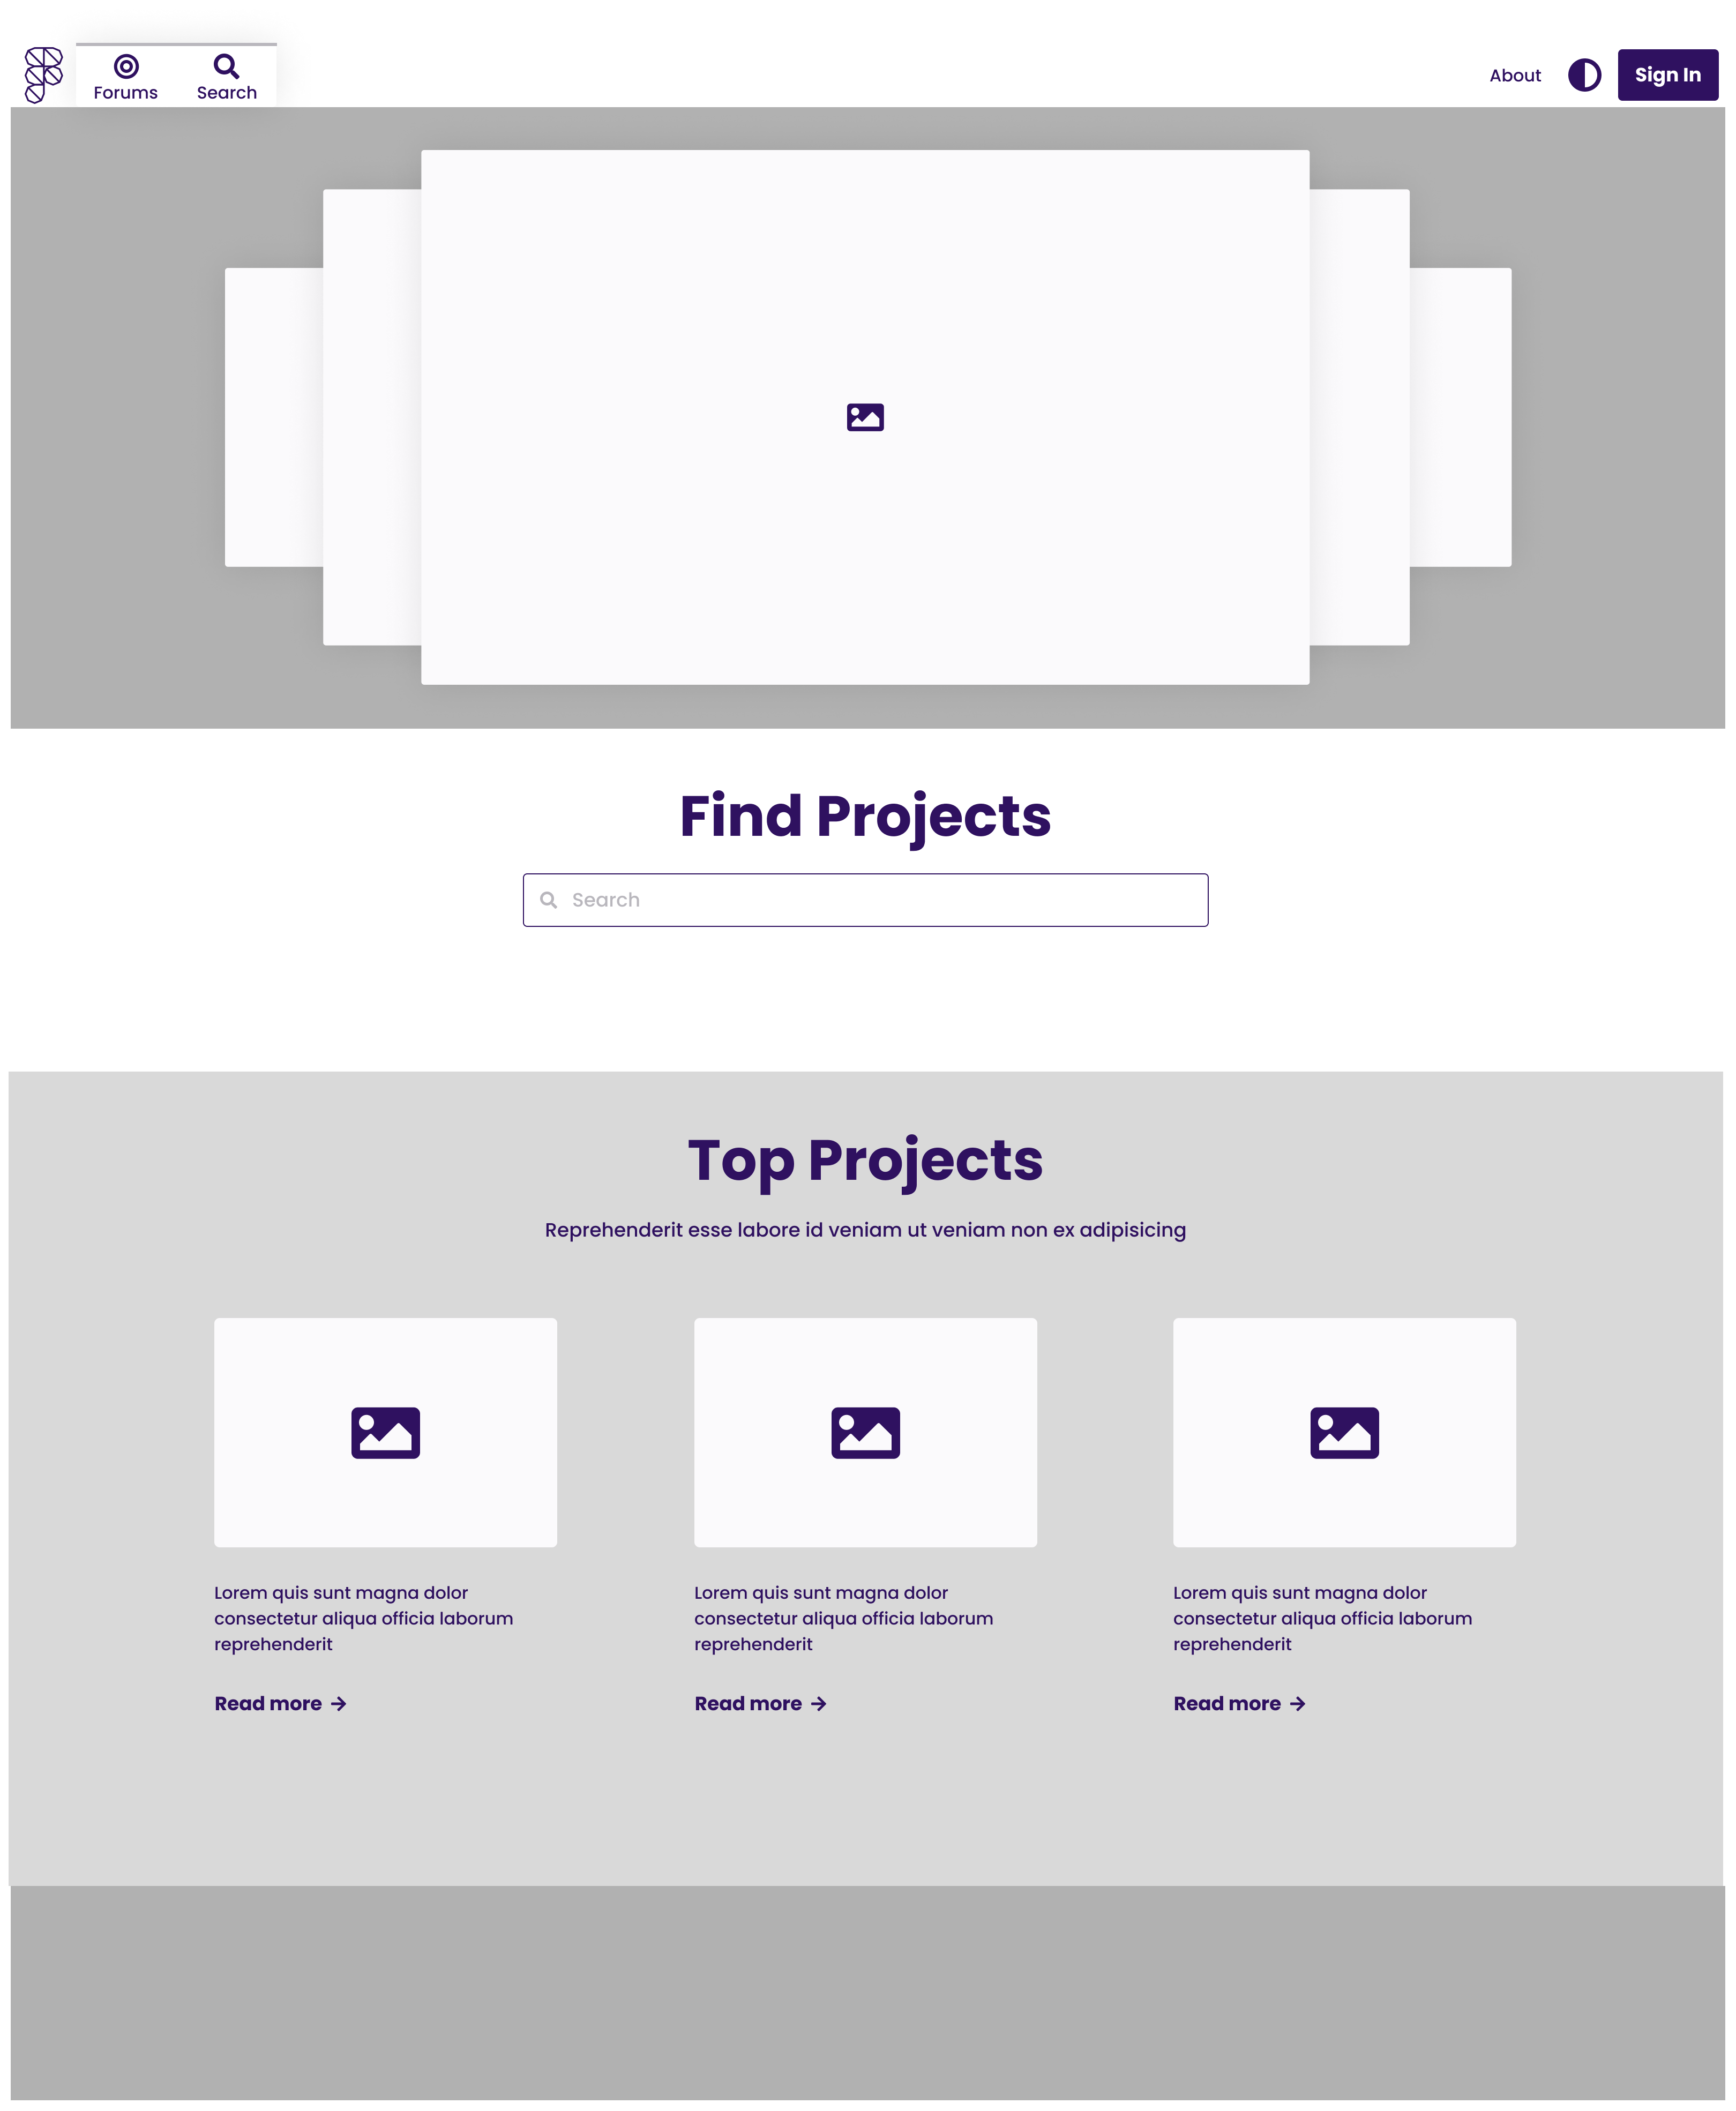 Forums Search About Sign In
Find Projects
Search
Top Projects
Reprehenderit esse labore id veniam ut veniam non ex adipisicing
Lorem quis sunt magna dolor
consectetur aliqua officia laborum
reprehenderit
Read more
Lorem quis sunt magna dolor
consectetur aliqua officia laborum
reprehenderit
Read more
Lorem quis sunt magna dolor
consectetur aliqua officia laborum
reprehenderit
Read more